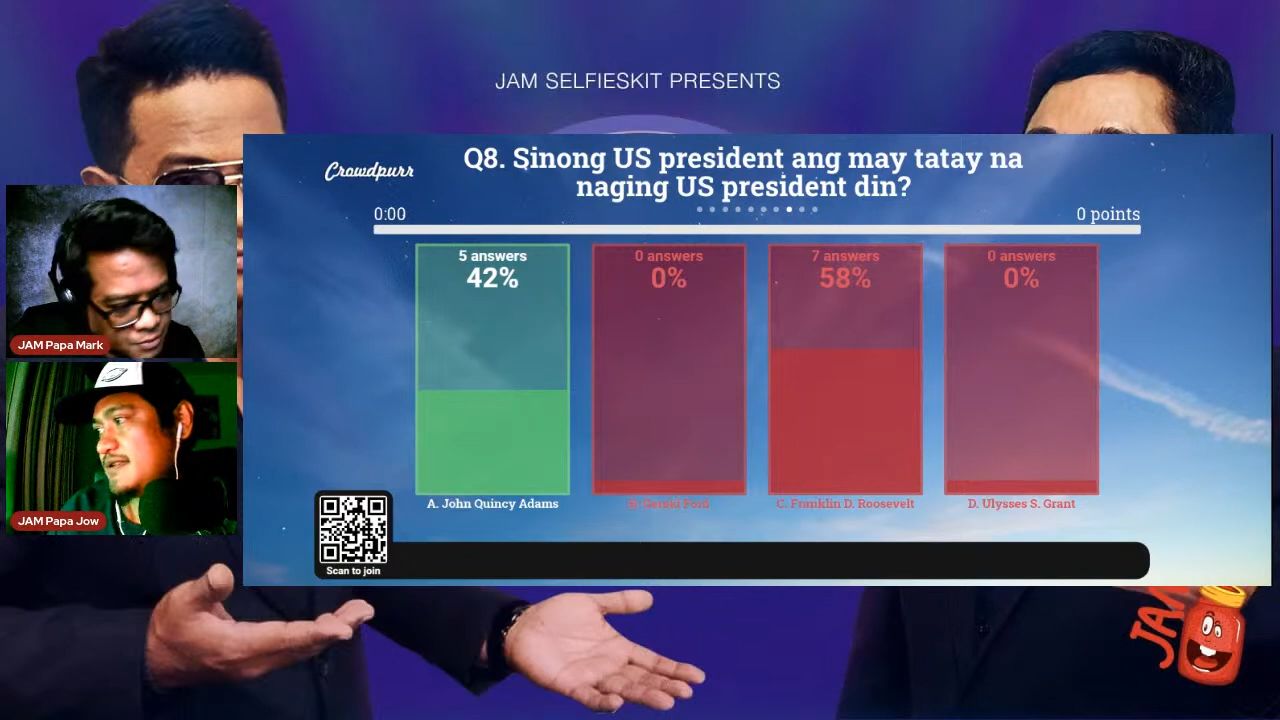 JAM SELFIESKIT PRESENTS
Crowdpurr
Q8. Sinong US president ang may tatay na
naging US president din?
0:00
0 points
5 answers
42%
0 answers
0%
7 answers
58%
0 answers
0%
A. John Quincy Adams
B. Gerald Ford
C. Franklin D. Roosevelt
D. Ulysses S. Grant
Scan to join
JAM Papa Mark
JAM Papa Jow
JAM